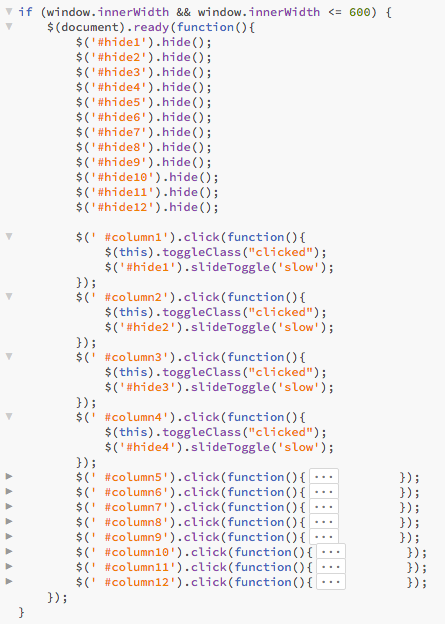 if (window.innerWidth && window.innerWidth <= 600) {
$(document).ready(function(){
$('#hide1').hide();
$('#hide2').hide();
$('#hide3').hide();
$('#hide4').hide();
$('#hide5').hide();
$('#hide6').hide();
$('#hide7').hide();
$('#hide8').hide();
$('#hide9').hide();
$('#hide10').hide();
$('#hide11').hide();
$('#hide12').hide();
$(' #column1').click(function(){
$(this).toggleClass("clicked");
$('#hide1').slideToggle('slow');
});
$(' #column2').click(function(){
$(this).toggleClass("clicked");
$('#hide2').slideToggle('slow');
});
$(' #column3').click(function(){
$(this).toggleClass("clicked");
$('#hide3').slideToggle('slow');
});
$(' #column4').click(function(){
$(this).toggleClass("clicked");
$('#hide4').slideToggle('slow');
});
$(' #column5').click(function(){ ... });
$(' #column6').click(function(){ ... });
$(' #column7').click(function(){ ... });
$(' #column8').click(function(){ ... });
$(' #column9').click(function(){ ... });
$(' #column10').click(function(){ ... });
$(' #column11').click(function(){ ... });
$(' #column12').click(function(){ ... });
});
}